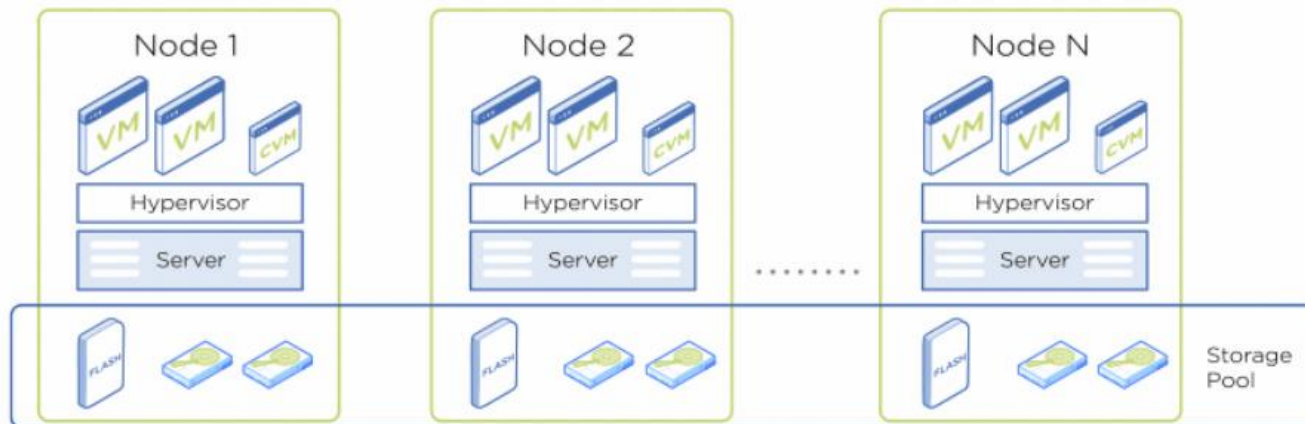 Node 1
Node 2
Node N
VM VM CVM
VM VM CVM
VM VM CVM
Hypervisor
Hypervisor
Hypervisor
Server
Server
Server
FLASH
FLASH
FLASH
Storage
Pool